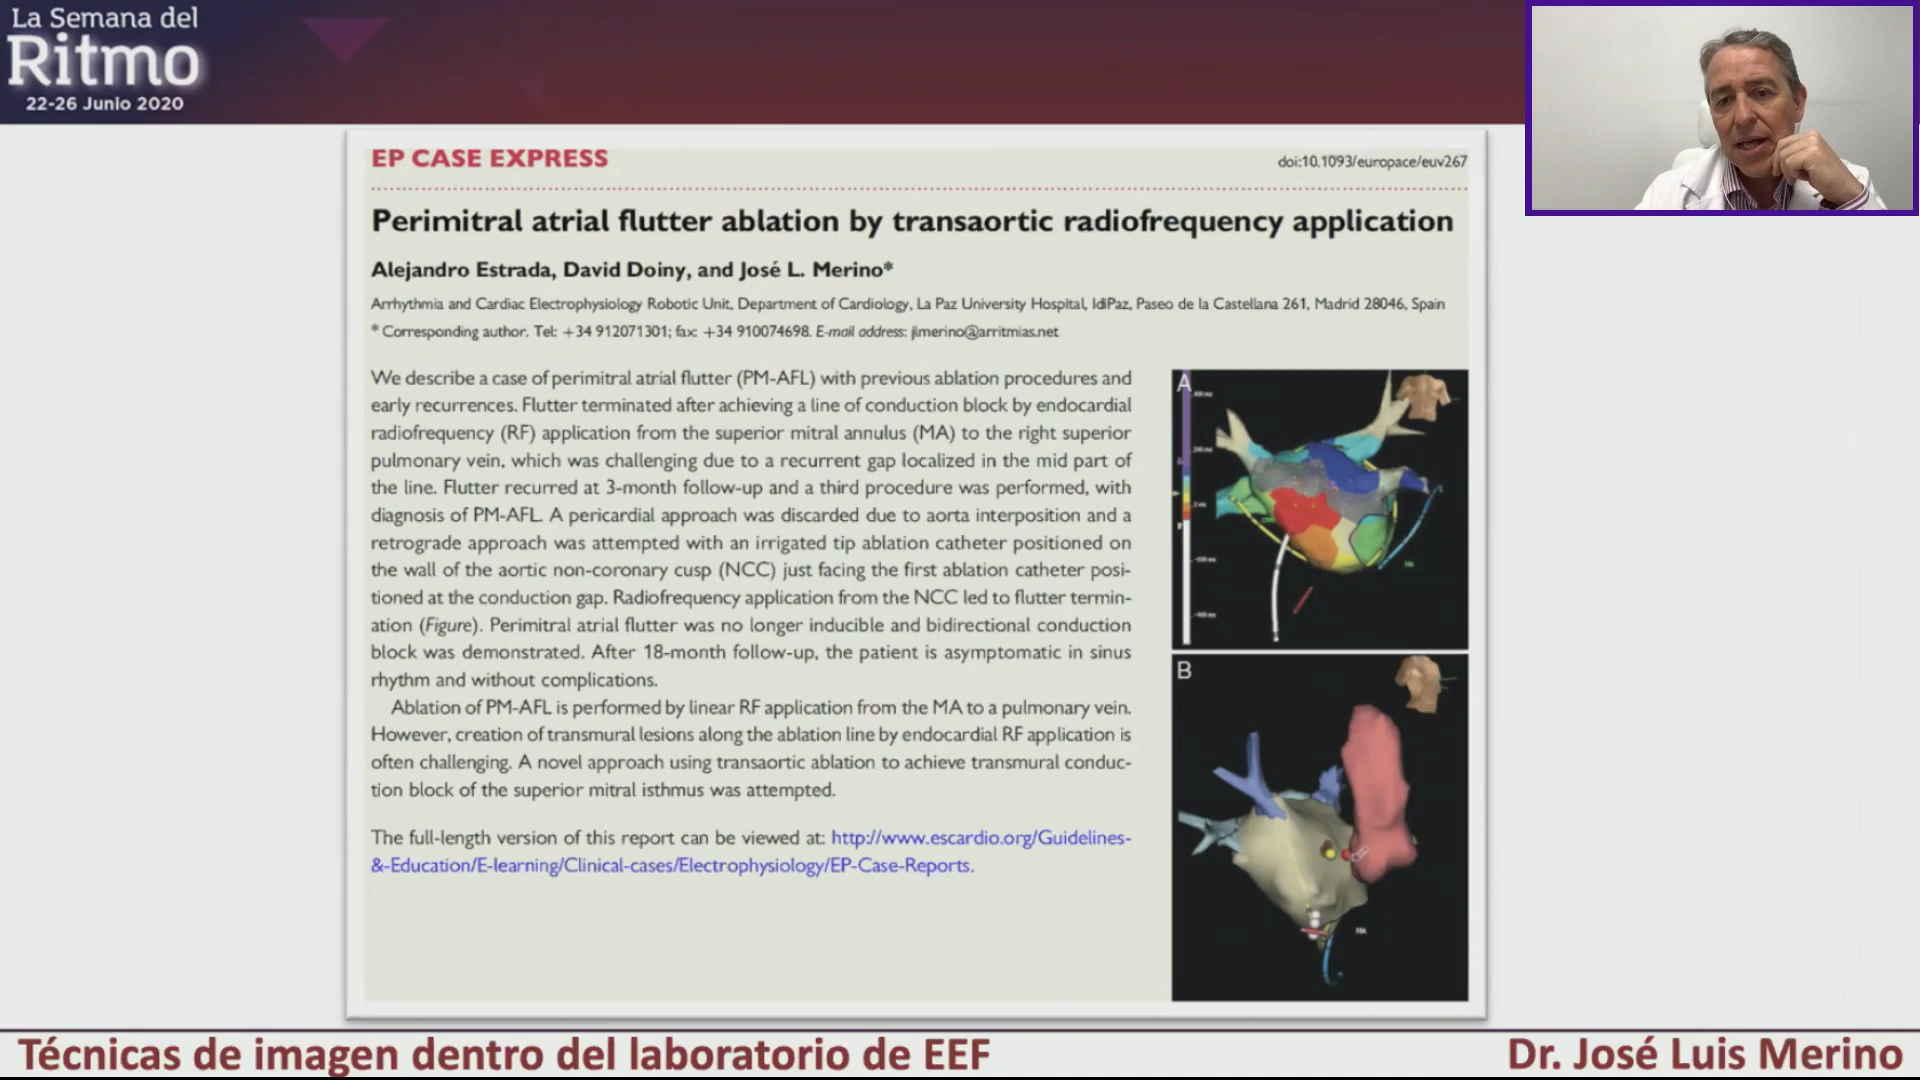 La Semana del
Ritmo
22-26 Junio 2020
EP CASE EXPRESS
doi:10.1093/europace/euv267
Perimitral atrial flutter ablation by transaortic radiofrequency application
Alejandro Estrada, David Doiny, and José L. Merino*
Arrhythmia and Cardiac Electrophysiology Robotic Unit, Department of Cardiology, La Paz University Hospital, IdiPaz, Paseo de la Castellana 261, Madrid 28046, Spain
* Corresponding author. Tel: +34 912071301; fax: +34 910074698. E-mail address: jlmerino@arritmias.net
We describe a case of perimitral atrial flutter (PM-AFL) with previous ablation procedures and
early recurrences. Flutter terminated after achieving a line of conduction block by endocardial
radiofrequency (RF) application from the superior mitral annulus (MA) to the right superior
pulmonary vein, which was challenging due to a recurrent gap localized in the mid part of
the line. Flutter recurred at 3-month follow-up and a third procedure was performed, with
diagnosis of PM-AFL. A pericardial approach was discarded due to aorta interposition and a
retrograde approach was attempted with an irrigated tip ablation catheter positioned on
the wall of the aortic non-coronary cusp (NCC) just facing the first ablation catheter posi-
tioned at the conduction gap. Radiofrequency application from the NCC led to flutter termin-
ation (Figure). Perimitral atrial flutter was no longer inducible and bidirectional conduction
block was demonstrated. After 18-month follow-up, the patient is asymptomatic in sinus
rhythm and without complications.
Ablation of PM-AFL is performed by linear RF application from the MA to a pulmonary vein.
However, creation of transmural lesions along the ablation line by endocardial RF application is
often challenging. A novel approach using transaortic ablation to achieve transmural conduc-
tion block of the superior mitral isthmus was attempted.
The full-length version of this report can be viewed at: http://www.escardio.org/Guidelines-
&-Education/E-learning/Clinical-cases/Electrophysiology/EP-Case-Reports.
A
MA
B
MA
Técnicas de imagen dentro del laboratorio de EEF
Dr. José Luis Merino